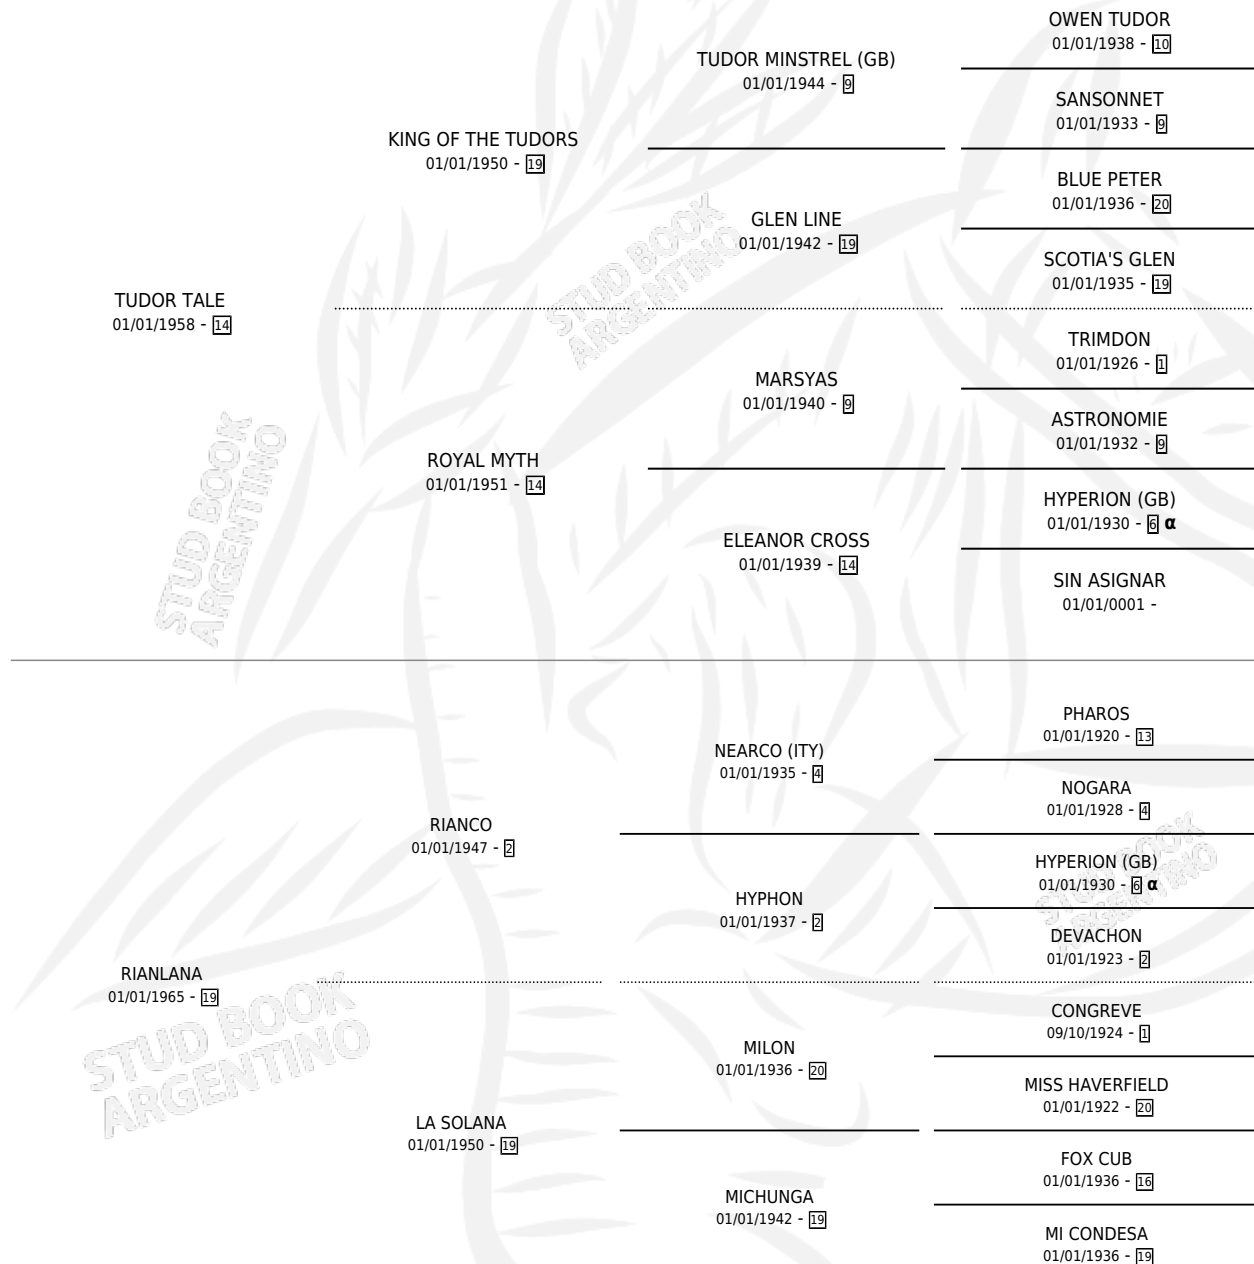 OWEN TUDOR
01/01/1938 - 10
TUDOR MINSTREL (GB)
01/01/1944 - 9
SANSONNET
01/01/1933 - 9
KING OF THE TUDORS
01/01/1950 - 19
BLUE PETER
01/01/1936 - 20
GLEN LINE
01/01/1942 - 19
SCOTIA'S GLEN
01/01/1935 - 19
TUDOR TALE
01/01/1958 - 14
TRIMDON
01/01/1926 - 1
MARSYAS
01/01/1940 - 9
ASTRONOMIE
01/01/1932 - 9
ROYAL MYTH
01/01/1951 - 14
HYPERION (GB)
01/01/1930 - 6 α
ELEANOR CROSS
01/01/1939 - 14
SIN ASIGNAR
01/01/0001 -
PHAROS
01/01/1920 - 13
NEARCO (ITY)
01/01/1935 - 4
NOGARA
01/01/1928 - 4
RIANCO
01/01/1947 - 2
HYPERION (GB)
01/01/1930 - 6 α
HYPHON
01/01/1937 - 2
DEVACHON
01/01/1923 - 2
RIANLANA
01/01/1965 - 19
CONGREVE
09/10/1924 - 1
MILON
01/01/1936 - 20
MISS HAVERFIELD
01/01/1922 - 20
LA SOLANA
01/01/1950 - 19
FOX CUB
01/01/1936 - 16
MICHUNGA
01/01/1942 - 19
MI CONDESA
01/01/1936 - 19
STUD BOOK
ARGENTINO
STUD BOOK
ARGENTINO
STUD BOOK
ARGENTINO
STUD BOOK
ARGENTINO